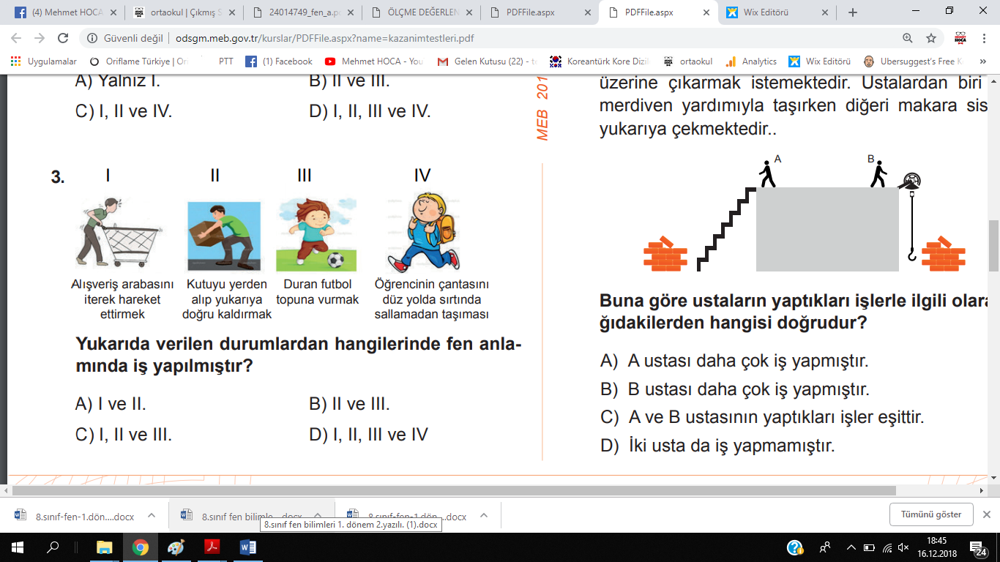 (4) Mehmet HOCA
ortaokul | Çıkmış S
24014749_fen_a.p
ÖLÇME DEĞERLEN
PDFFile.aspx
PDFFile.aspx
Wix Editörü
Güvenli değil | odsgm.meb.gov.tr/kurslar/PDFFile.aspx?name=kazanimtestleri.pdf
Uygulamalar
Oriflame Türkiye | Ori
PTT
(1) Facebook
Mehmet HOCA - You
Gelen Kutusu (22) - te
Koreantürk Kore Dizil
ortaokul
Analytics
Wix Editörü
Ubersuggest's Free K
A) Yalnız I.
B) II ve III.
C) I, II ve IV.
D) I, II, III ve IV.
3.
I
II
III
IV
Alışveriş arabasını
iterek hareket
ettirmek
Kutuyu yerden
alıp yukarıya
doğru kaldırmak
Duran futbol
topuna vurmak
Öğrencinin çantasını
düz yolda sırtında
sallamadan taşıması
Yukarıda verilen durumlardan hangilerinde fen anla-
mında iş yapılmıştır?
A) I ve II.
B) II ve III.
C) I, II ve III.
D) I, II, III ve IV
MEB 201
üzerine çıkarmak istemektedir. Ustalardan biri
merdiven yardımıyla taşırken diğeri makara sis
yukarıya çekmektedir..
A
B
Buna göre ustaların yaptıkları işlerle ilgili olara
ğıdakilerden hangisi doğrudur?
A) A ustası daha çok iş yapmıştır.
B) B ustası daha çok iş yapmıştır.
C) A ve B ustasının yaptıkları işler eşittir.
D) İki usta da iş yapmamıştır.
8.sınıf-fen-1.dön....docx
8.sınıf fen bilimle....docx
8.sınıf-fen-1.dön....docx
Tümünü göster
8.sınıf fen bilimleri 1. dönem 2.yazılı. (1).docx
18:45
16.12.2018
24